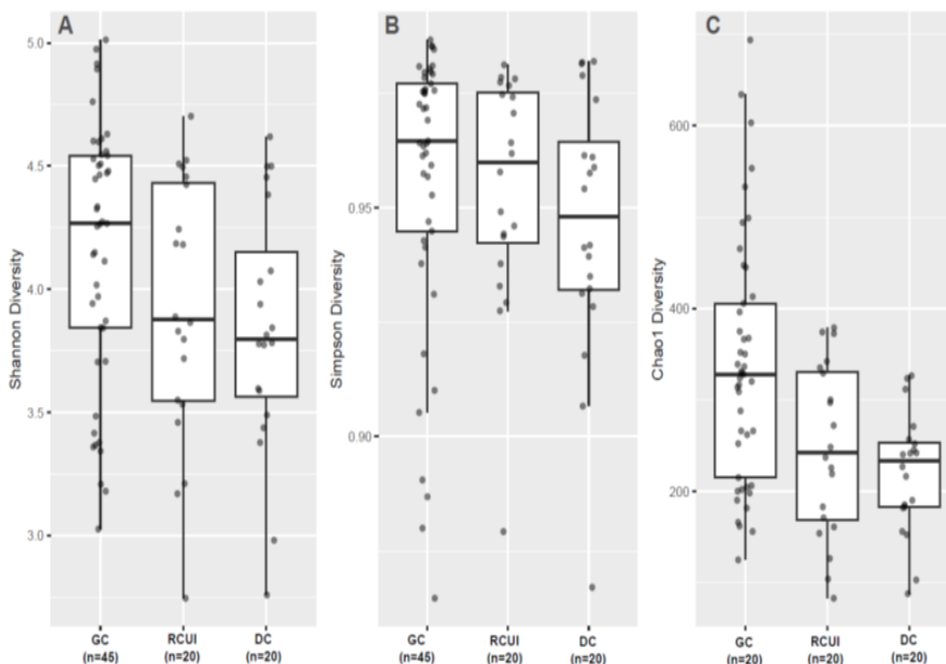 A
B
C
Shannon Diversity
5.0
4.5
4.0
3.5
3.0
Simpson Diversity
0.95
0.90
Chao1 Diversity
600
400
200
GC
(n=45)
RCUI
(n=20)
DC
(n=20)
GC
(n=45)
RCUI
(n=20)
DC
(n=20)
GC
(n=20)
RCUI
(n=20)
DC
(n=20)